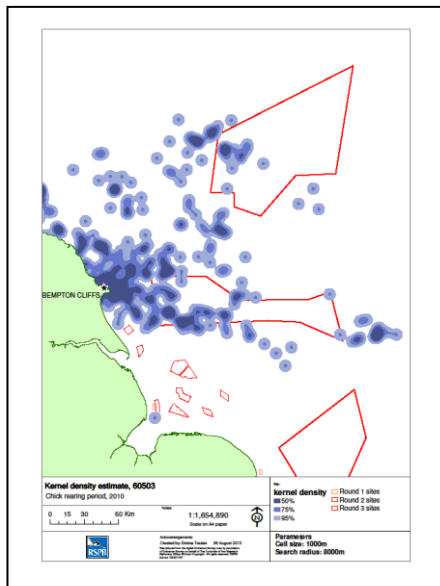 BEMPTON CLIFFS
Kernel density estimate, 60503
Chick rearing period, 2010
0 15 30 60 Km
1:1,654,890
Scale on A4 paper
N
kernel density
50%
75%
95%
Round 1 sites
Round 2 sites
Round 3 sites
rspb
Acknowledgements
Parameters
Cell size: 1000m
Search radius: 8000m